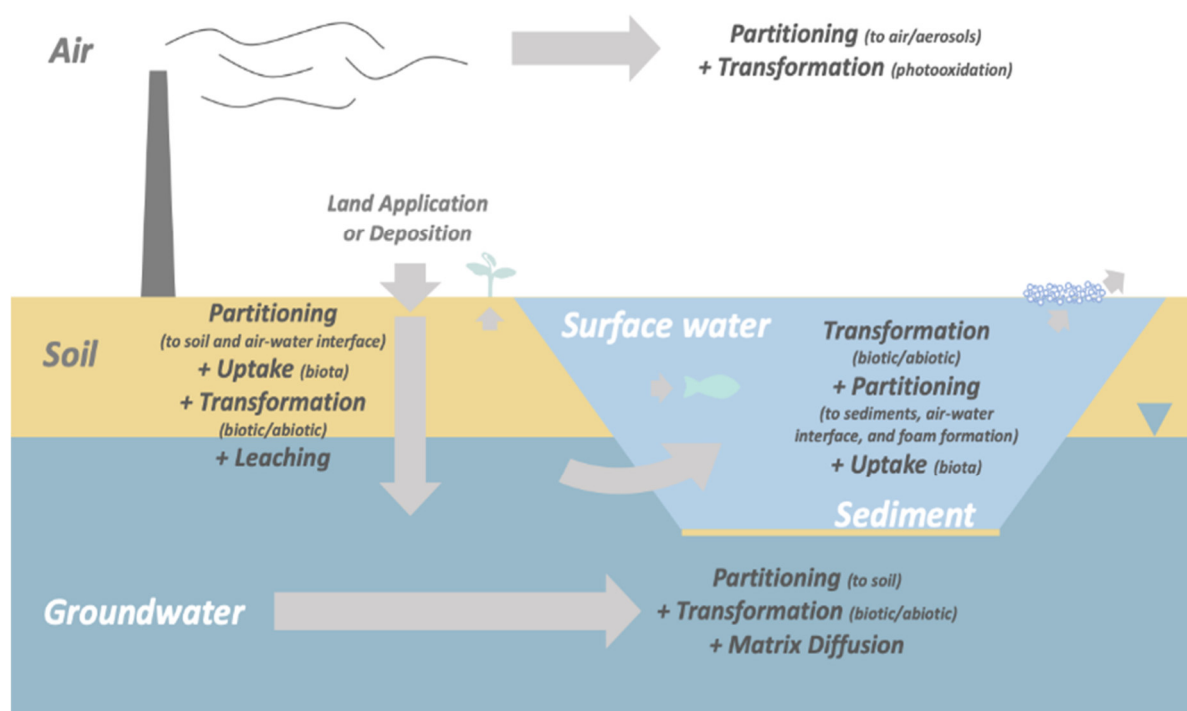 Air
Partitioning (to air/aerosols)
+ Transformation (photooxidation)
Land Application
or Deposition
Soil
Partitioning
(to soil and air-water interface)
+ Uptake (biota)
+ Transformation
(biotic/abiotic)
+ Leaching
Surface water
Transformation
(biotic/abiotic)
+ Partitioning
(to sediments, air-water
interface, and foam formation)
+ Uptake (biota)
Sediment
Groundwater
Partitioning (to soil)
+ Transformation (biotic/abiotic)
+ Matrix Diffusion